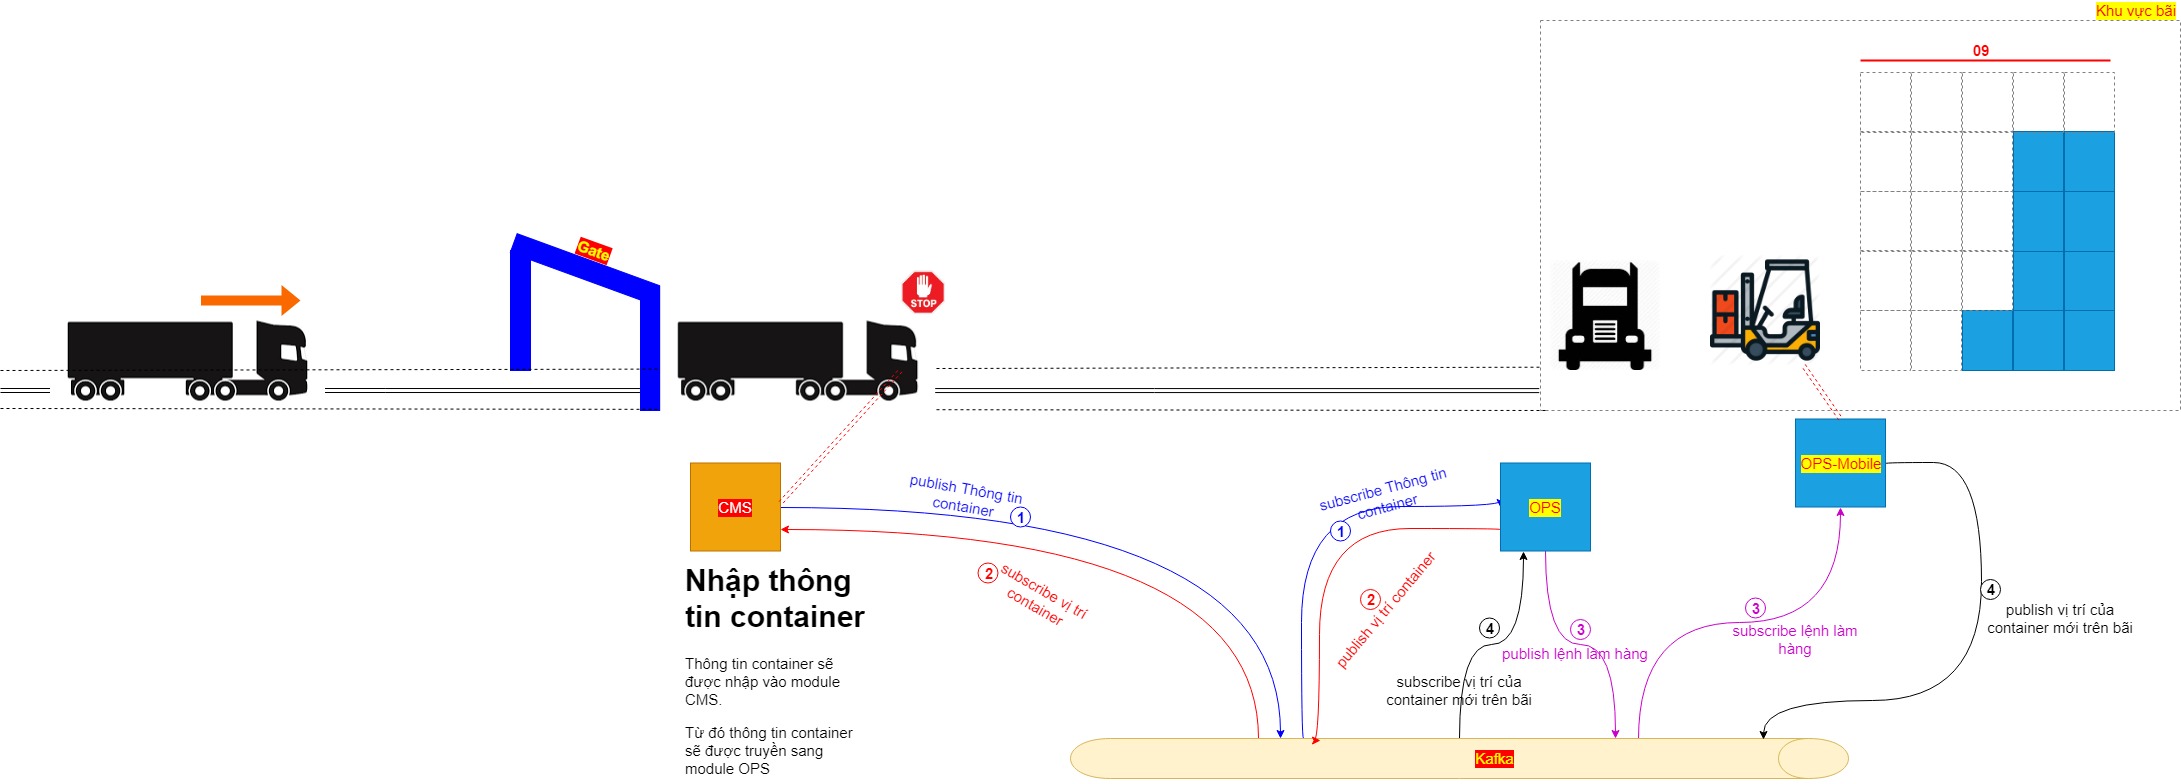 Khu vực bãi
09
Gate
STOP
OPS-Mobile
CMS
publish Thông tin
container
1
subscribe Thông tin
container
1
OPS
2
subscribe vị trí
container
2
publish vị trí container
Nhập thông
tin container
Thông tin container sẽ
được nhập vào module
CMS.
Từ đó thông tin container
sẽ được truyền sang
module OPS
4
subscribe vị trí của
container mới trên bãi
3
publish lệnh làm hàng
3
subscribe lệnh làm
hàng
4
publish vị trí của
container mới trên bãi
Kafka